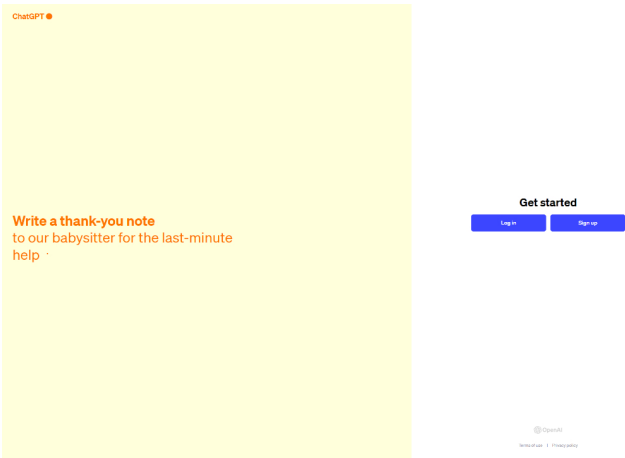 ChatGPT
Write a thank-you note
to our babysitter for the last-minute
help
Get started
Log in
Sign up
OpenAI
Terms of use | Privacy policy